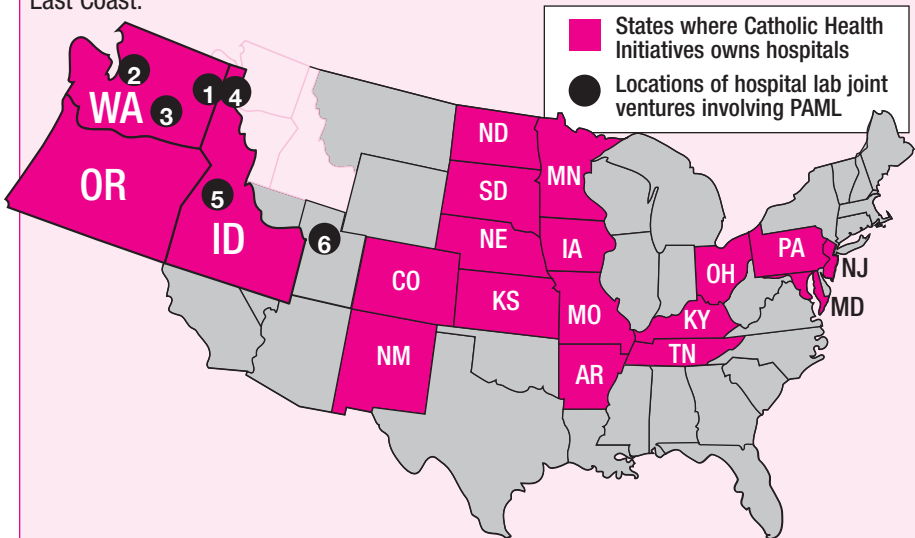 East Coast.
States where Catholic Health
Initiatives owns hospitals
Locations of hospital lab joint
ventures involving PAML
2
1
4
WA
3
ND
MN
OR
5
SD
ID
6
NE
IA
PA
NJ
CO
OH
MD
KS
MO
KY
NM
TN
AR